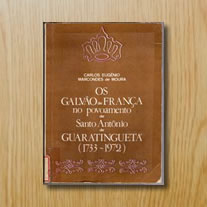 CARLOS EUGÊNIO
MARCONDES DE MOURA
OS
GALVÃO DE FRANÇA
no povoamento
de
Santo Antônio
de
GUARATINGUETÁ
(1733-1972)